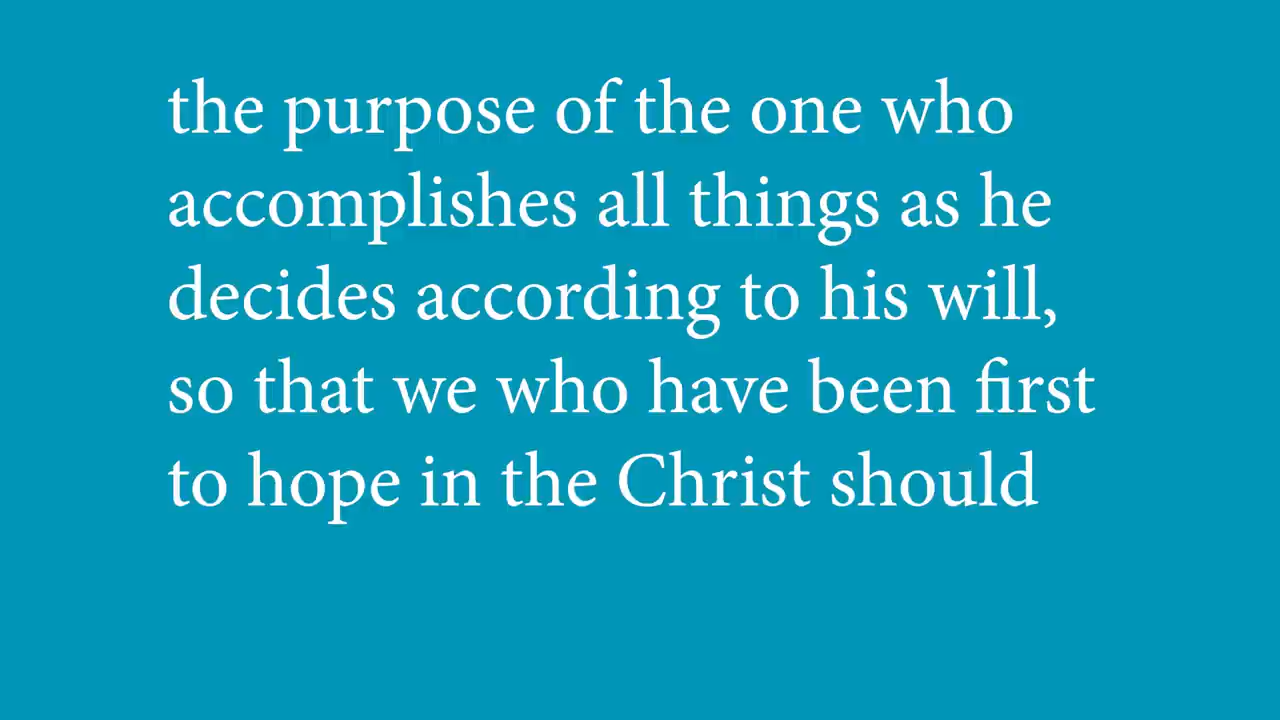 the purpose of the one who
accomplishes all things as he
decides according to his will,
so that we who have been first
to hope in the Christ should